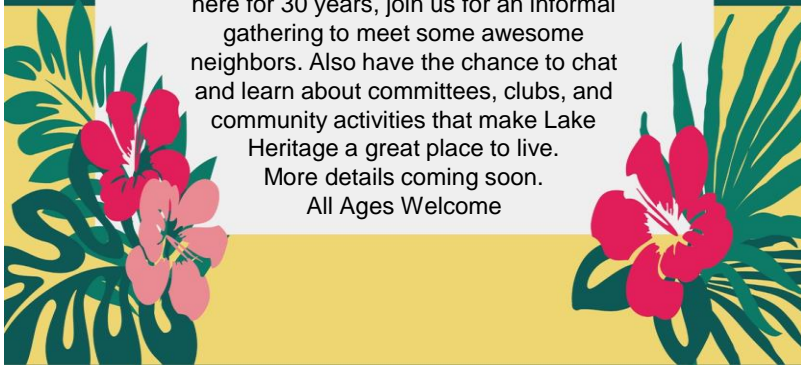 here for 30 years, join us for an informal
gathering to meet some awesome
neighbors. Also have the chance to chat
and learn about committees, clubs, and
community activities that make Lake
Heritage a great place to live.
More details coming soon.
All Ages Welcome